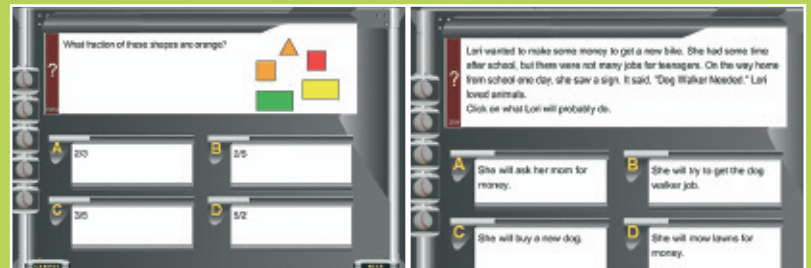 What fraction of these shapes are orange?
?
A
2/3
B
2/5
C
3/5
D
5/2
Lori wanted to make some money to get a new bike. She had some time
after school, but there were not many jobs for teenagers. On the way home
from school one day, she saw a sign. It said, "Dog Walker Needed." Lori
loved animals.
Click on what Lori will probably do.
?
A
She will ask her mom for
money.
B
She will try to get the dog
walker job.
C
She will buy a new dog.
D
She will mow lawns for
money.